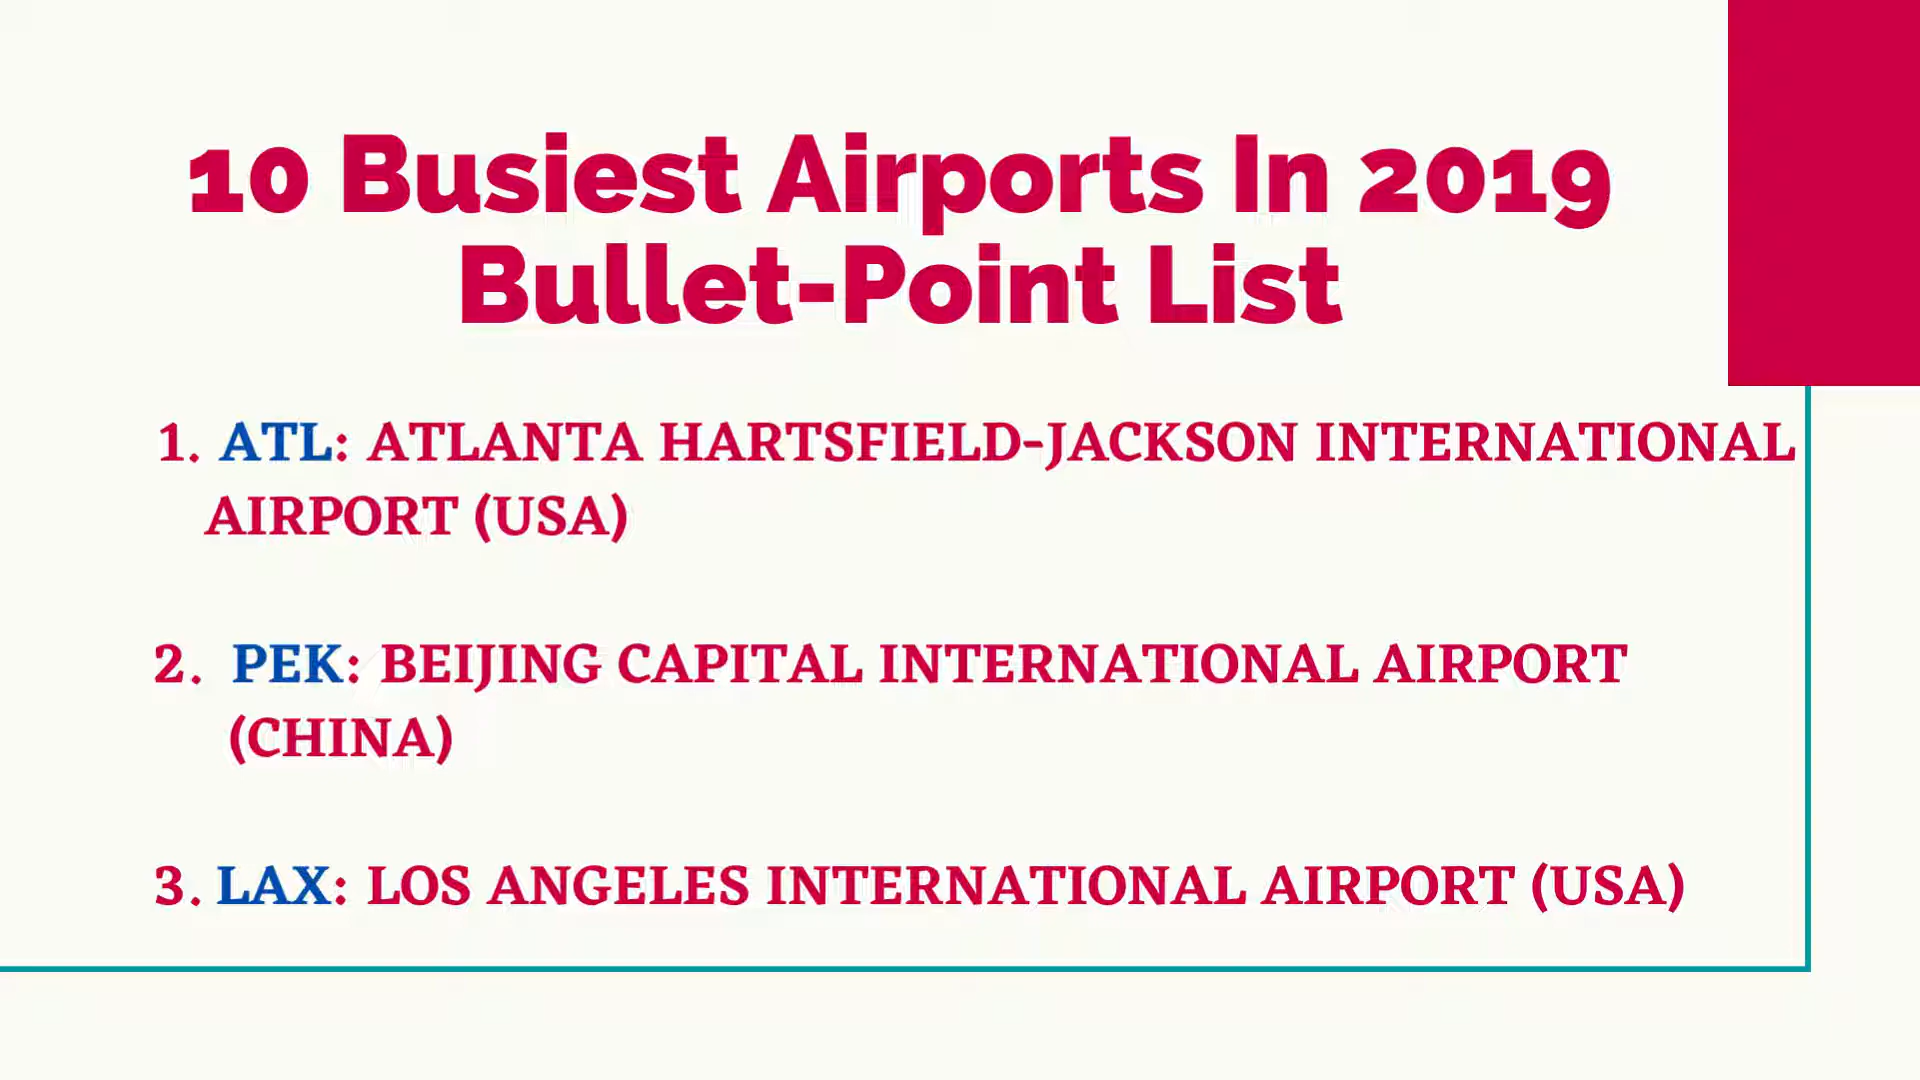 10 Busiest Airports In 2019
Bullet-Point List
1. ATL: ATLANTA HARTSFIELD-JACKSON INTERNATIONAL
AIRPORT (USA)
2. PEK: BEIJING CAPITAL INTERNATIONAL AIRPORT
(CHINA)
3. LAX: LOS ANGELES INTERNATIONAL AIRPORT (USA)